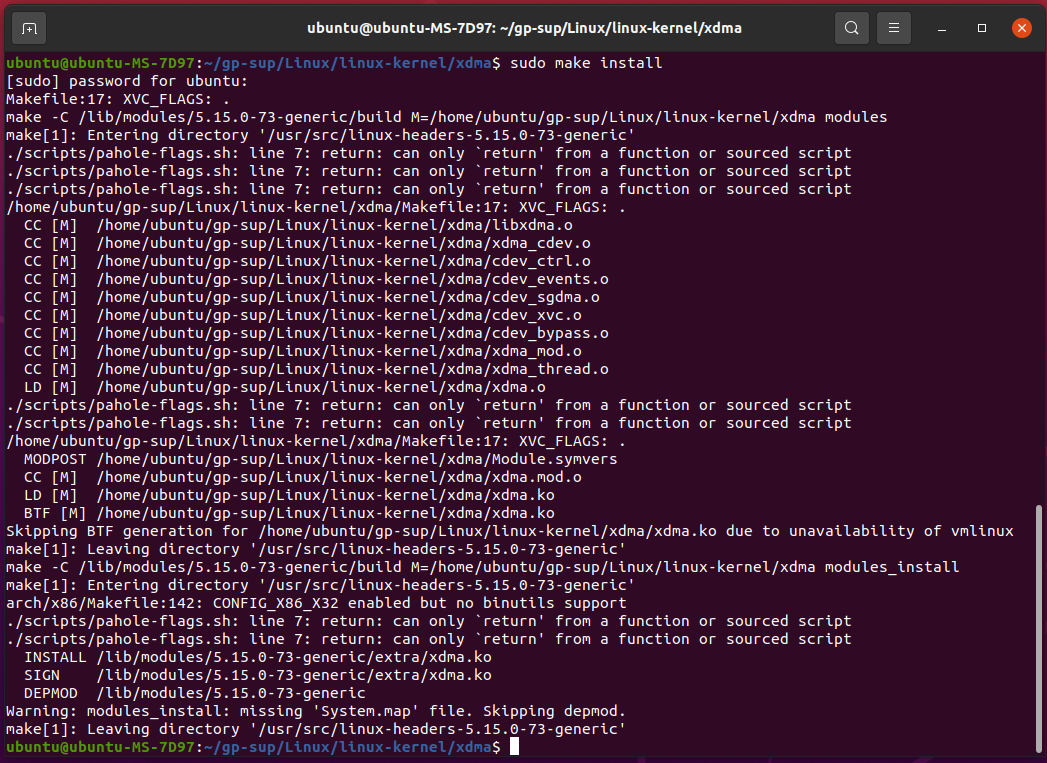 ubuntu@ubuntu-MS-7D97: ~/gp-sup/Linux/linux-kernel/xdma
ubuntu@ubuntu-MS-7D97:~/gp-sup/Linux/linux-kernel/xdma$ sudo make install
[sudo] password for ubuntu:
Makefile:17: XVC_FLAGS: .
make -C /lib/modules/5.15.0-73-generic/build M=/home/ubuntu/gp-sup/Linux/linux-kernel/xdma modules
make[1]: Entering directory '/usr/src/linux-headers-5.15.0-73-generic'
./scripts/pahole-flags.sh: line 7: return: can only `return' from a function or sourced script
./scripts/pahole-flags.sh: line 7: return: can only `return' from a function or sourced script
./scripts/pahole-flags.sh: line 7: return: can only `return' from a function or sourced script
/home/ubuntu/gp-sup/Linux/linux-kernel/xdma/Makefile:17: XVC_FLAGS: .
  CC [M]  /home/ubuntu/gp-sup/Linux/linux-kernel/xdma/libxdma.o
  CC [M]  /home/ubuntu/gp-sup/Linux/linux-kernel/xdma/xdma_cdev.o
  CC [M]  /home/ubuntu/gp-sup/Linux/linux-kernel/xdma/cdev_ctrl.o
  CC [M]  /home/ubuntu/gp-sup/Linux/linux-kernel/xdma/cdev_events.o
  CC [M]  /home/ubuntu/gp-sup/Linux/linux-kernel/xdma/cdev_sgdma.o
  CC [M]  /home/ubuntu/gp-sup/Linux/linux-kernel/xdma/cdev_xvc.o
  CC [M]  /home/ubuntu/gp-sup/Linux/linux-kernel/xdma/cdev_bypass.o
  CC [M]  /home/ubuntu/gp-sup/Linux/linux-kernel/xdma/xdma_mod.o
  CC [M]  /home/ubuntu/gp-sup/Linux/linux-kernel/xdma/xdma_thread.o
  LD [M]  /home/ubuntu/gp-sup/Linux/linux-kernel/xdma/xdma.o
./scripts/pahole-flags.sh: line 7: return: can only `return' from a function or sourced script
./scripts/pahole-flags.sh: line 7: return: can only `return' from a function or sourced script
/home/ubuntu/gp-sup/Linux/linux-kernel/xdma/Makefile:17: XVC_FLAGS: .
  MODPOST /home/ubuntu/gp-sup/Linux/linux-kernel/xdma/Module.symvers
  CC [M]  /home/ubuntu/gp-sup/Linux/linux-kernel/xdma/xdma.mod.o
  LD [M]  /home/ubuntu/gp-sup/Linux/linux-kernel/xdma/xdma.ko
  BTF [M] /home/ubuntu/gp-sup/Linux/linux-kernel/xdma/xdma.ko
Skipping BTF generation for /home/ubuntu/gp-sup/Linux/linux-kernel/xdma/xdma.ko due to unavailability of vmlinux
make[1]: Leaving directory '/usr/src/linux-headers-5.15.0-73-generic'
make -C /lib/modules/5.15.0-73-generic/build M=/home/ubuntu/gp-sup/Linux/linux-kernel/xdma modules_install
make[1]: Entering directory '/usr/src/linux-headers-5.15.0-73-generic'
arch/x86/Makefile:142: CONFIG_X86_X32 enabled but no binutils support
./scripts/pahole-flags.sh: line 7: return: can only `return' from a function or sourced script
./scripts/pahole-flags.sh: line 7: return: can only `return' from a function or sourced script
  INSTALL /lib/modules/5.15.0-73-generic/extra/xdma.ko
  SIGN    /lib/modules/5.15.0-73-generic/extra/xdma.ko
  DEPMOD  /lib/modules/5.15.0-73-generic
Warning: modules_install: missing 'System.map' file. Skipping depmod.
make[1]: Leaving directory '/usr/src/linux-headers-5.15.0-73-generic'
ubuntu@ubuntu-MS-7D97:~/gp-sup/Linux/linux-kernel/xdma$